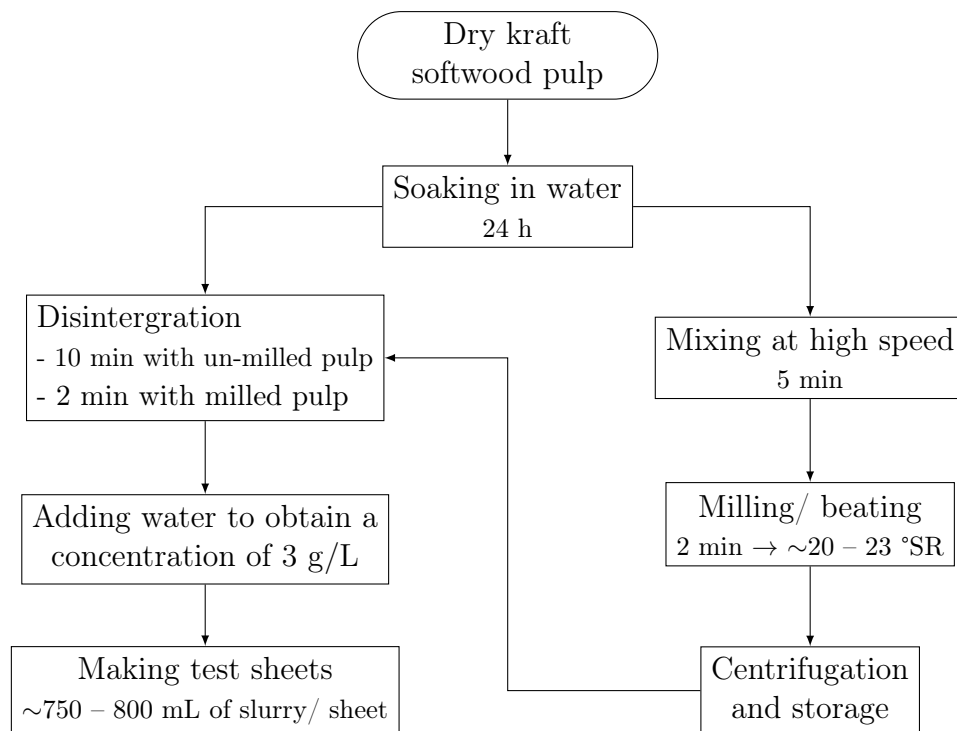 Dry kraft
softwood pulp
Soaking in water
24 h
Disintergration
- 10 min with un-milled pulp
- 2 min with milled pulp
Mixing at high speed
5 min
Adding water to obtain a
concentration of 3 g/L
Milling/ beating
2 min → ~20 – 23 °SR
Making test sheets
~750 – 800 mL of slurry/ sheet
Centrifugation
and storage